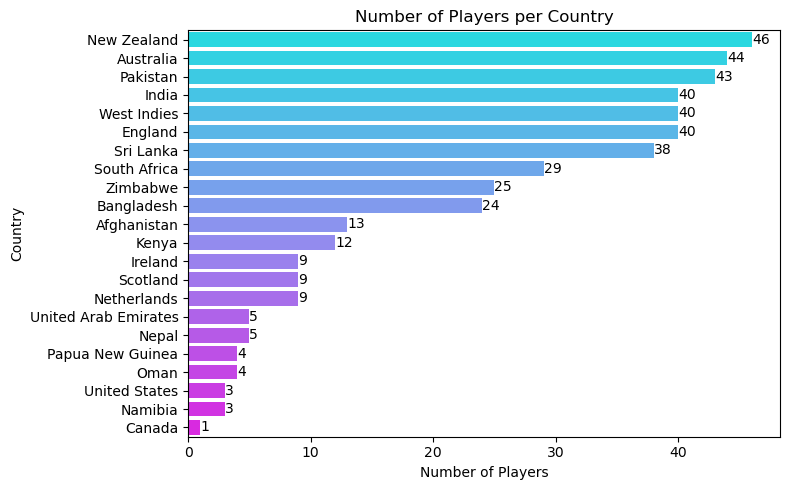 Number of Players per Country
New Zealand 46
Australia 44
Pakistan 43
India 40
West Indies 40
England 40
Sri Lanka 38
South Africa 29
Zimbabwe 25
Bangladesh 24
Afghanistan 13
Kenya 12
Ireland 9
Scotland 9
Netherlands 9
United Arab Emirates 5
Nepal 5
Papua New Guinea 4
Oman 4
United States 3
Namibia 3
Canada 1
Country
0 10 20 30 40
Number of Players